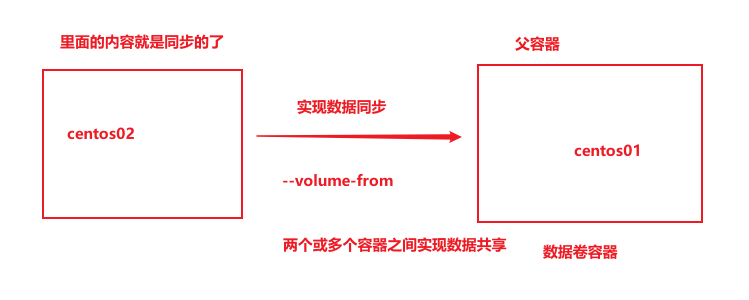 里面的内容就是同步的了
父容器
centos02
实现数据同步
centos01
--volume-from
两个或多个容器之间实现数据共享
数据卷容器